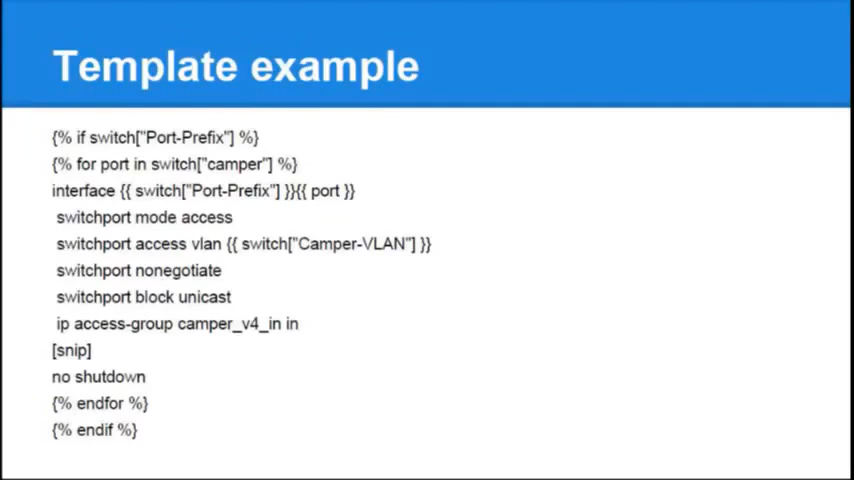 Template example
{% if switch["Port-Prefix"] %}
{% for port in switch["camper"] %}
interface {{ switch["Port-Prefix"] }}{{ port }}
switchport mode access
switchport access vlan {{ switch["Camper-VLAN"] }}
switchport nonegotiate
switchport block unicast
ip access-group camper_v4_in in
[snip]
no shutdown
{% endfor %}
{% endif %}